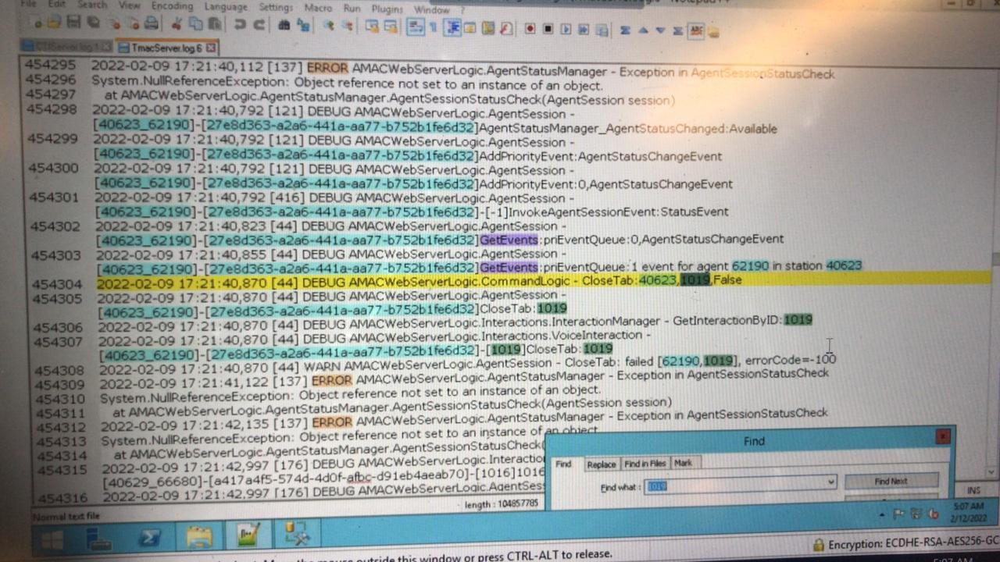 File Edit Search View Encoding Language Settings Macro Run Plugins Window ?
TmacServer.log.6
454295 2022-02-09 17:21:40,112 [137] ERROR AMACWebServerLogic.AgentStatusManager - Exception in AgentSessionStatusCheck
454296 System.NullReferenceException: Object reference not set to an instance of an object.
454297 at AMACWebServerLogic.AgentStatusManager.AgentSessionStatusCheck(AgentSession session)
454298 2022-02-09 17:21:40,792 [121] DEBUG AMACWebServerLogic.AgentSession -
[40623_62190]-[27e8d363-a2a6-441a-aa77-b752b1fe6d32]AgentStatusManager_AgentStatusChanged:Available
454299 2022-02-09 17:21:40,792 [121] DEBUG AMACWebServerLogic.AgentSession -
[40623_62190]-[27e8d363-a2a6-441a-aa77-b752b1fe6d32]AddPriorityEvent:AgentStatusChangeEvent
454300 2022-02-09 17:21:40,792 [121] DEBUG AMACWebServerLogic.AgentSession -
[40623_62190]-[27e8d363-a2a6-441a-aa77-b752b1fe6d32]AddPriorityEvent:0,AgentStatusChangeEvent
454301 2022-02-09 17:21:40,792 [416] DEBUG AMACWebServerLogic.AgentSession -
[40623_62190]-[27e8d363-a2a6-441a-aa77-b752b1fe6d32]-[-1]InvokeAgentSessionEvent:StatusEvent
454302 2022-02-09 17:21:40,823 [44] DEBUG AMACWebServerLogic.AgentSession -
[40623_62190]-[27e8d363-a2a6-441a-aa77-b752b1fe6d32]GetEvents:priEventQueue:0,AgentStatusChangeEvent
454303 2022-02-09 17:21:40,855 [44] DEBUG AMACWebServerLogic.AgentSession -
[40623_62190]-[27e8d363-a2a6-441a-aa77-b752b1fe6d32]GetEvents:priEventQueue:1 event for agent 62190 in station 40623
454304 2022-02-09 17:21:40,870 [44] DEBUG AMACWebServerLogic.CommandLogic - CloseTab:40623,1019,False
454305 2022-02-09 17:21:40,870 [44] DEBUG AMACWebServerLogic.AgentSession -
[40623_62190]-[27e8d363-a2a6-441a-aa77-b752b1fe6d32]CloseTab:1019
454306 2022-02-09 17:21:40,870 [44] DEBUG AMACWebServerLogic.Interactions.InteractionManager - GetInteractionByID:1019
454307 2022-02-09 17:21:40,870 [44] DEBUG AMACWebServerLogic.Interactions.VoiceInteraction -
[40623_62190]-[27e8d363-a2a6-441a-aa77-b752b1fe6d32]-[1019]CloseTab:1019
454308 2022-02-09 17:21:40,870 [44] WARN AMACWebServerLogic.AgentSession - CloseTab: failed [62190,1019], errorCode=-100
454309 2022-02-09 17:21:41,122 [137] ERROR AMACWebServerLogic.AgentStatusManager - Exception in AgentSessionStatusCheck
454310 System.NullReferenceException: Object reference not set to an instance of an object.
454311 at AMACWebServerLogic.AgentStatusManager.AgentSessionStatusCheck(AgentSession session)
454312 2022-02-09 17:21:42,135 [137] ERROR AMACWebServerLogic.AgentStatusManager - Exception in AgentSessionStatusCheck
454313 System.NullReferenceException: Object reference not set to an instance of an object.
454314 at AMACWebServerLogic.AgentStatusManager.AgentSessionStatusCheck(
454315 2022-02-09 17:21:42,997 [176] DEBUG AMACWebServerLogic.Interactio
[40629_66680]-[a417a4f5-574d-4d0f-afbc-d91eb4aeab70]-[1016]1016
454316 2022-02-09 17:21:42,997 [176] DEBUG AMACWebServerLogic.AgentSes
Find
Find Replace Find in Files Mark
Find what : 1019 Find Next
Normal text file length : 104857785 INS
5:07 AM
2/12/2022
Encryption: ECDHE-RSA-AES256-GC
the mouse outside this window or press CTRL-ALT to release.
5:07 AM